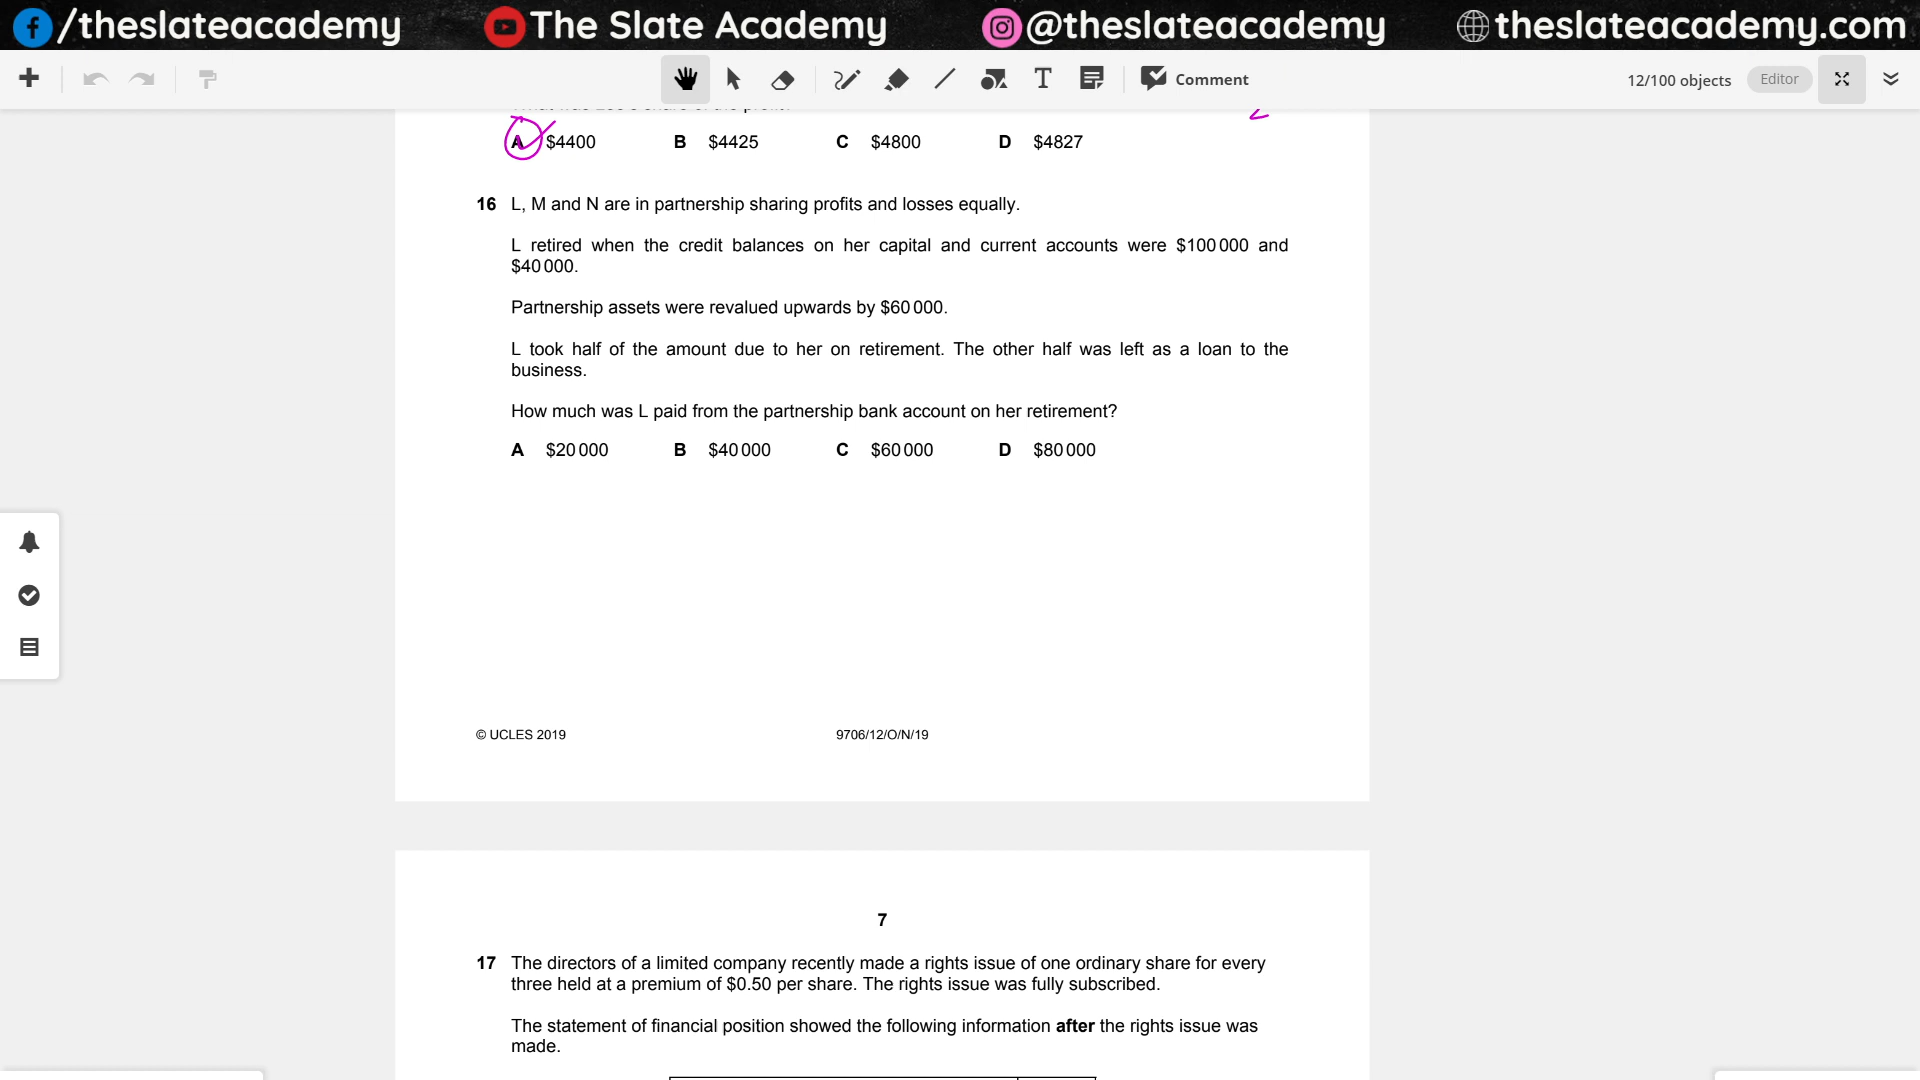 /theslateacademy The Slate Academy @theslateacademy theslateacademy.com
Comment 12/100 objects Editor
A $4400 B $4425 C $4800 D $4827
16 L, M and N are in partnership sharing profits and losses equally.
L retired when the credit balances on her capital and current accounts were $100 000 and
$40 000.
Partnership assets were revalued upwards by $60 000.
L took half of the amount due to her on retirement. The other half was left as a loan to the
business.
How much was L paid from the partnership bank account on her retirement?
A $20 000 B $40 000 C $60 000 D $80 000
© UCLES 2019 9706/12/O/N/19
7
17 The directors of a limited company recently made a rights issue of one ordinary share for every
three held at a premium of $0.50 per share. The rights issue was fully subscribed.
The statement of financial position showed the following information after the rights issue was
made.